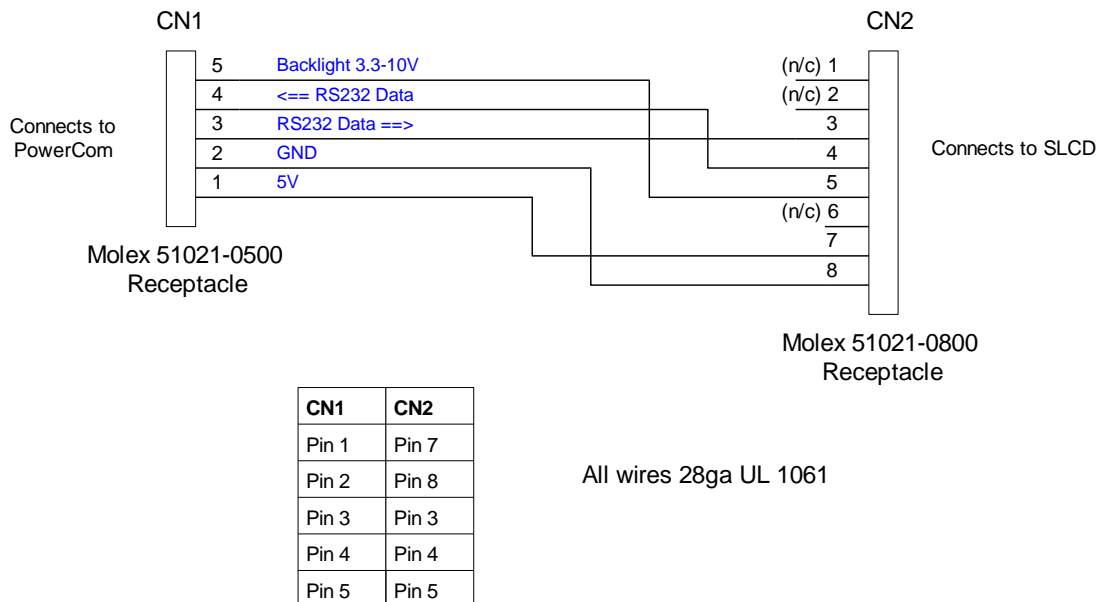 CN1
CN2
5 Backlight 3.3-10V
4 <== RS232 Data
3 RS232 Data ==>
2 GND
1 5V
Connects to
PowerCom
Molex 51021-0500
Receptacle
(n/c) 1
(n/c) 2
3
4
5
(n/c) 6
7
8
Connects to SLCD
Molex 51021-0800
Receptacle
CN1 CN2
Pin 1 Pin 7
Pin 2 Pin 8
Pin 3 Pin 3
Pin 4 Pin 4
Pin 5 Pin 5
All wires 28ga UL 1061